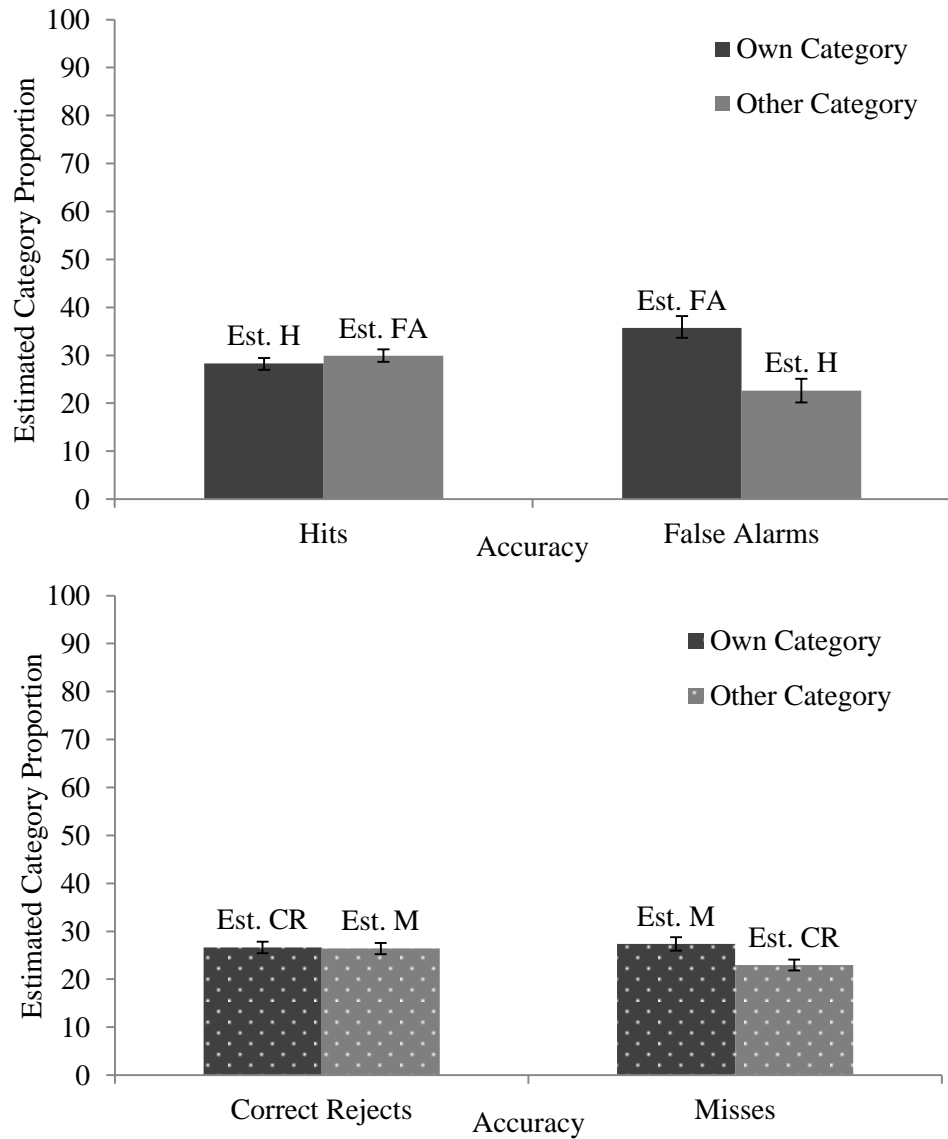 Estimated Category Proportion
100
90
80
70
60
50
40
30
20
10
0
Own Category
Other Category
Est. H
Est. FA
Est. FA
Est. H
Hits
False Alarms
Accuracy
Estimated Category Proportion
100
90
80
70
60
50
40
30
20
10
0
Own Category
Other Category
Est. CR
Est. M
Est. M
Est. CR
Correct Rejects
Misses
Accuracy